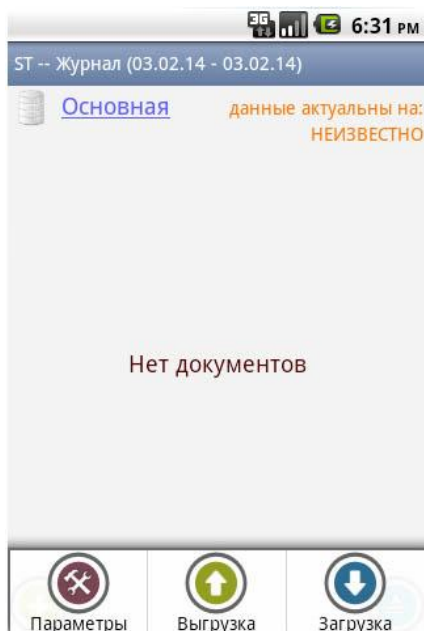 3G 6:31 PM
ST -- Журнал (03.02.14 - 03.02.14)
Основная
данные актуальны на:
НЕИЗВЕСТНО
Нет документов
Параметры Выгрузка Загрузка